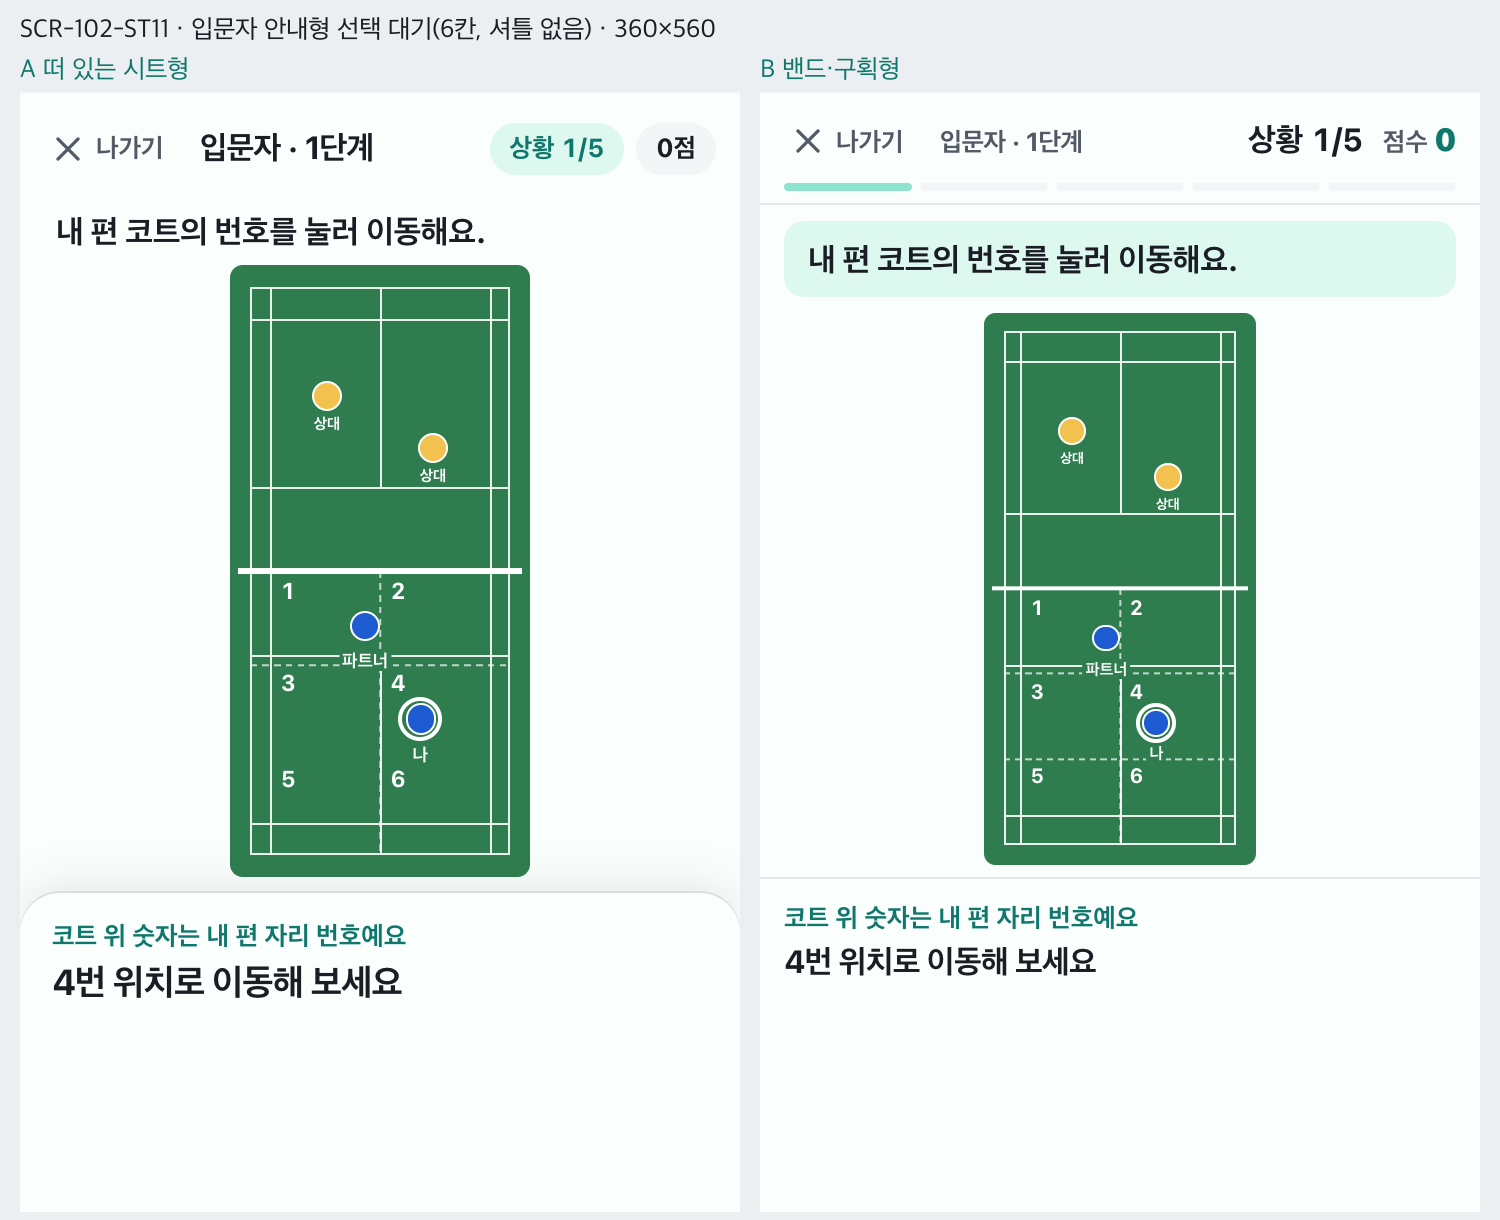 SCR-102-ST11 · 입문자 안내형 선택 대기(6칸, 셔틀 없음) · 360×560
A 떠 있는 시트형
나가기 입문자 · 1단계 상황 1/5 0점
내 편 코트의 번호를 눌러 이동해요.
상대
상대
1 2
파트너
3 4
나
5 6
코트 위 숫자는 내 편 자리 번호예요
4번 위치로 이동해 보세요
B 밴드·구획형
나가기 입문자 · 1단계 상황 1/5 점수 0
내 편 코트의 번호를 눌러 이동해요.
상대
상대
1 2
파트너
3 4
나
5 6
코트 위 숫자는 내 편 자리 번호예요
4번 위치로 이동해 보세요